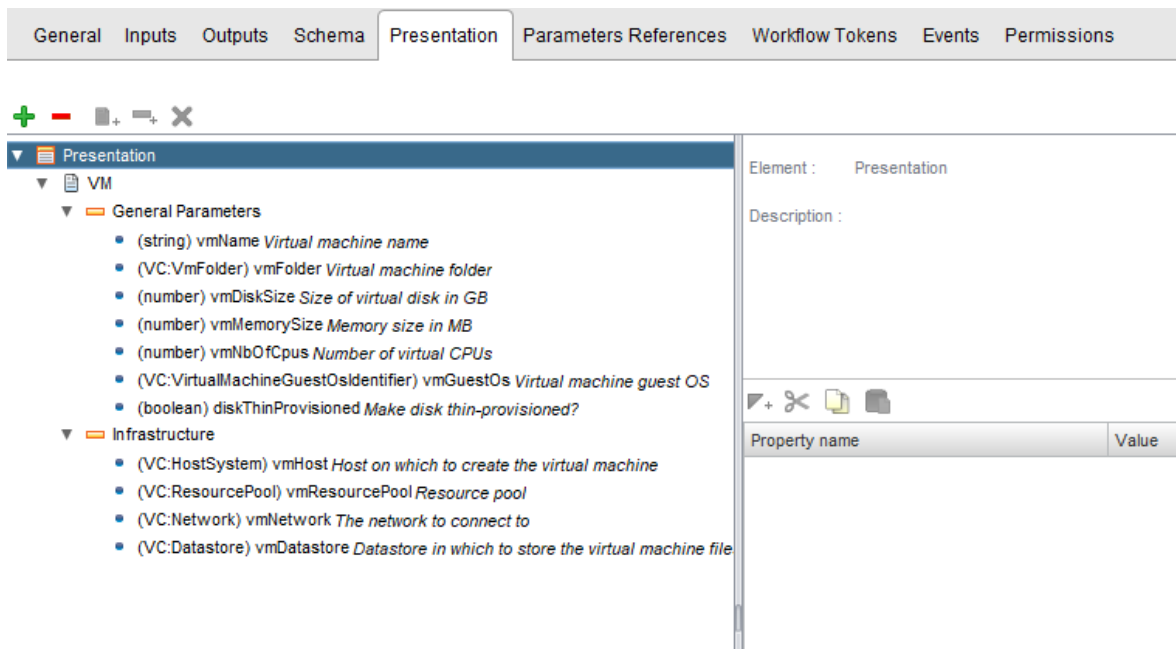 General Inputs Outputs Schema Presentation Parameters References Workflow Tokens Events Permissions
Presentation
VM
General Parameters
(string) vmName Virtual machine name
(VC:VmFolder) vmFolder Virtual machine folder
(number) vmDiskSize Size of virtual disk in GB
(number) vmMemorySize Memory size in MB
(number) vmNbOfCpus Number of virtual CPUs
(VC:VirtualMachineGuestOsIdentifier) vmGuestOs Virtual machine guest OS
(boolean) diskThinProvisioned Make disk thin-provisioned?
Infrastructure
(VC:HostSystem) vmHost Host on which to create the virtual machine
(VC:ResourcePool) vmResourcePool Resource pool
(VC:Network) vmNetwork The network to connect to
(VC:Datastore) vmDatastore Datastore in which to store the virtual machine file
Element : Presentation
Description :
Property name Value